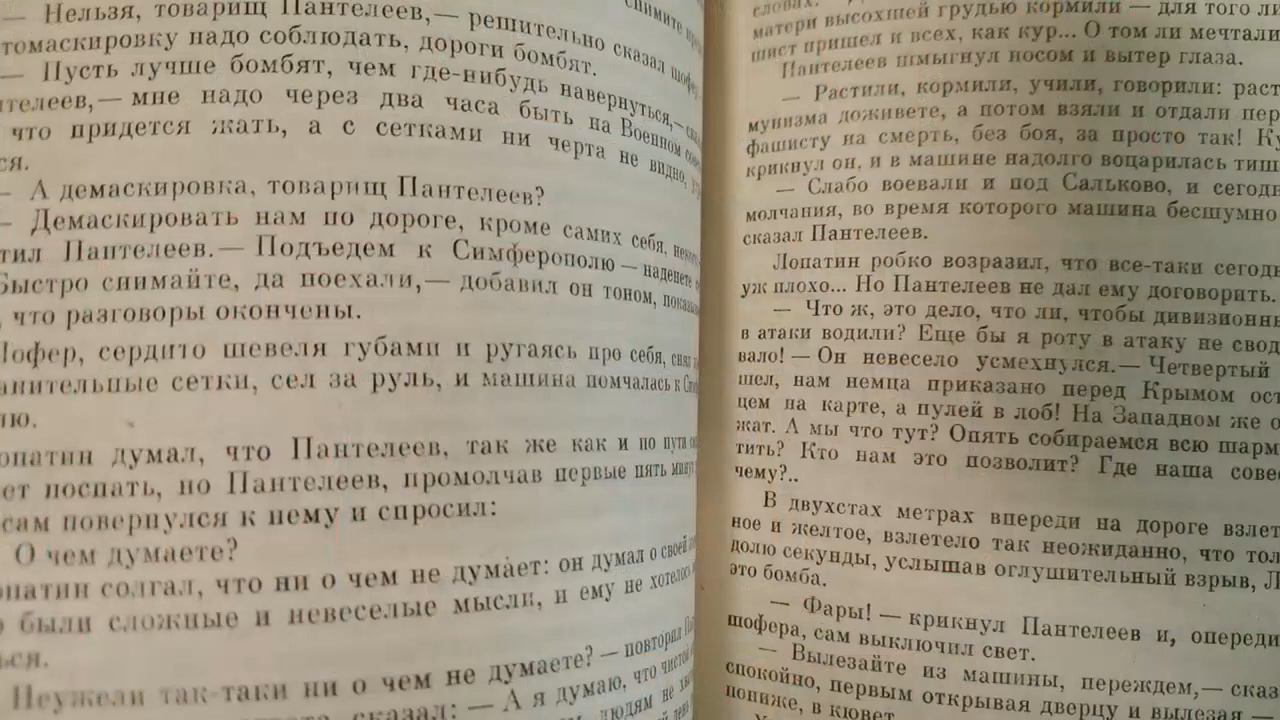 — Нельзя, товарищ Пантелеев,— решительно сказал шофер,—
томаскировку надо соблюдать, дороги бомбят.
— Пусть лучше бомбят, чем где-нибудь навернуться,—
нтелеев,— мне надо через два часа быть на Военном
что придется жать, а с сетками ни черта не видно,
ся.
— А демаскировка, товарищ Пантелеев?
— Демаскировать нам по дороге, кроме самих себя,
тил Пантелеев.— Подъедем к Симферополю — наденете
Быстро снимайте, да поехали,— добавил он тоном,
, что разговоры окончены.
Шофер, сердито шевеля губами и ругаясь про себя, снял
анительные сетки, сел за руль, и машина помчалась к
лю.
опатин думал, что Пантелеев, так же как и по пути
ет поспать, но Пантелеев, промолчав первые пять минут
сам повернулся к нему и спросил:
О чем думаете?
опатин солгал, что ни о чем не думает: он думал о своей
были сложные и невеселые мысли, и ему не хотелось
ься.
Неужели так-таки ни о чем не думаете? — повторил
сказал: — А я думаю, что чистой
людям не
словах.
матери высохшей грудью кормили — для того ли
шист пришел и всех, как кур... О том ли мечтали
Пантелеев шмыгнул носом и вытер глаза.
— Растили, кормили, учили, говорили: раст
мунизма доживете, а потом взяли и отдали пер
фашисту на смерть, без боя, за просто так! Ку
крикнул он, и в машине надолго воцарилась тиш
— Слабо воевали и под Сальково, и сегодн
молчания, во время которого машина бесшумно
сказал Пантелеев.
Лопатин робко возразил, что все-таки сегодн
уж плохо... Но Пантелеев не дал ему договорить.
— Что ж, это дело, что ли, чтобы дивизионны
в атаки водили? Еще бы я роту в атаку не свод
вало! — Он невесело усмехнулся.— Четвертый
шел, нам немца приказано перед Крымом ост
цем на карте, а пулей в лоб! На Западном же о
жат. А мы что тут? Опять собираемся всю шарм
тить? Кто нам это позволит? Где наша совес
чему?..
В двухстах метрах впереди на дороге взлет
ное и желтое, взлетело так неожиданно, что тол
долю секунды, услышав оглушительный взрыв, Л
это бомба.
— Фары! — крикнул Пантелеев и, опереди
шофера, сам выключил свет.
— Вылезайте из машины, переждем,— сказ
спокойно, первым открывая дверцу и вылезая —
пониже, в кювет